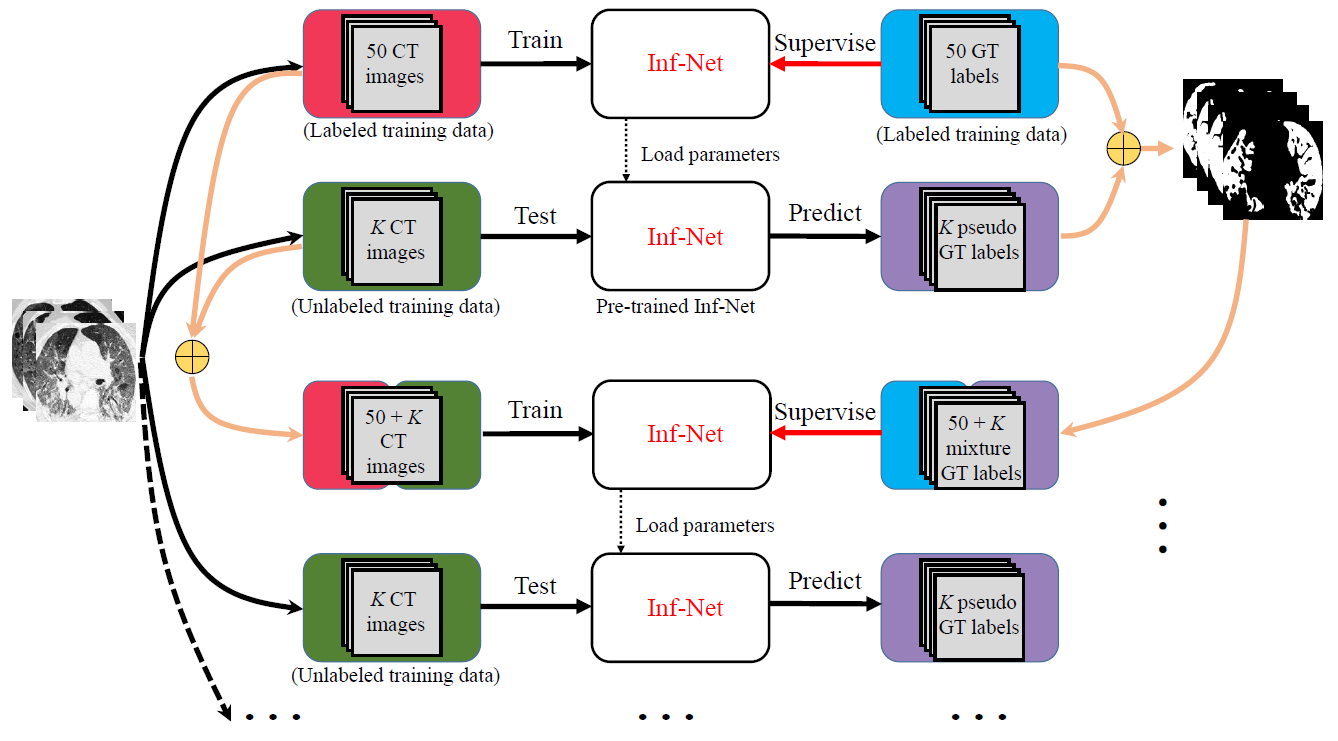 50 CT
images
Train
Inf-Net
Supervise
50 GT
labels
(Labeled training data)
(Labeled training data)
Load parameters
K CT
images
Test
Inf-Net
Predict
K pseudo
GT labels
(Unlabeled training data)
Pre-trained Inf-Net
50 + K
CT
images
Train
Inf-Net
Supervise
50 + K
mixture
GT labels
Load parameters
K CT
images
Test
Inf-Net
Predict
K pseudo
GT labels
(Unlabeled training data)